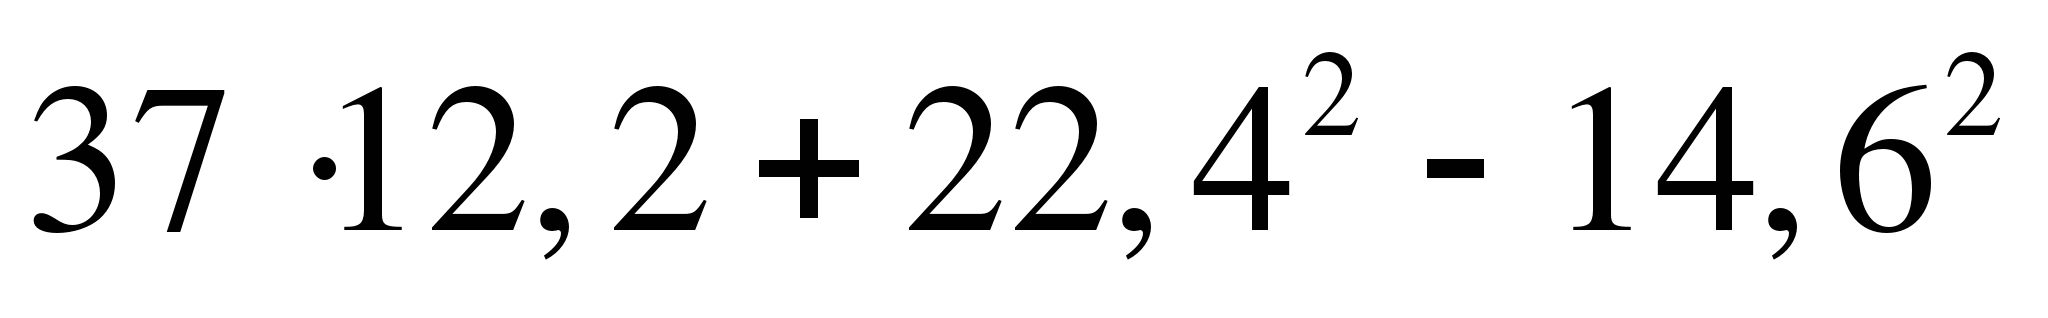 37 ·12,2 + 22,4² - 14,6²